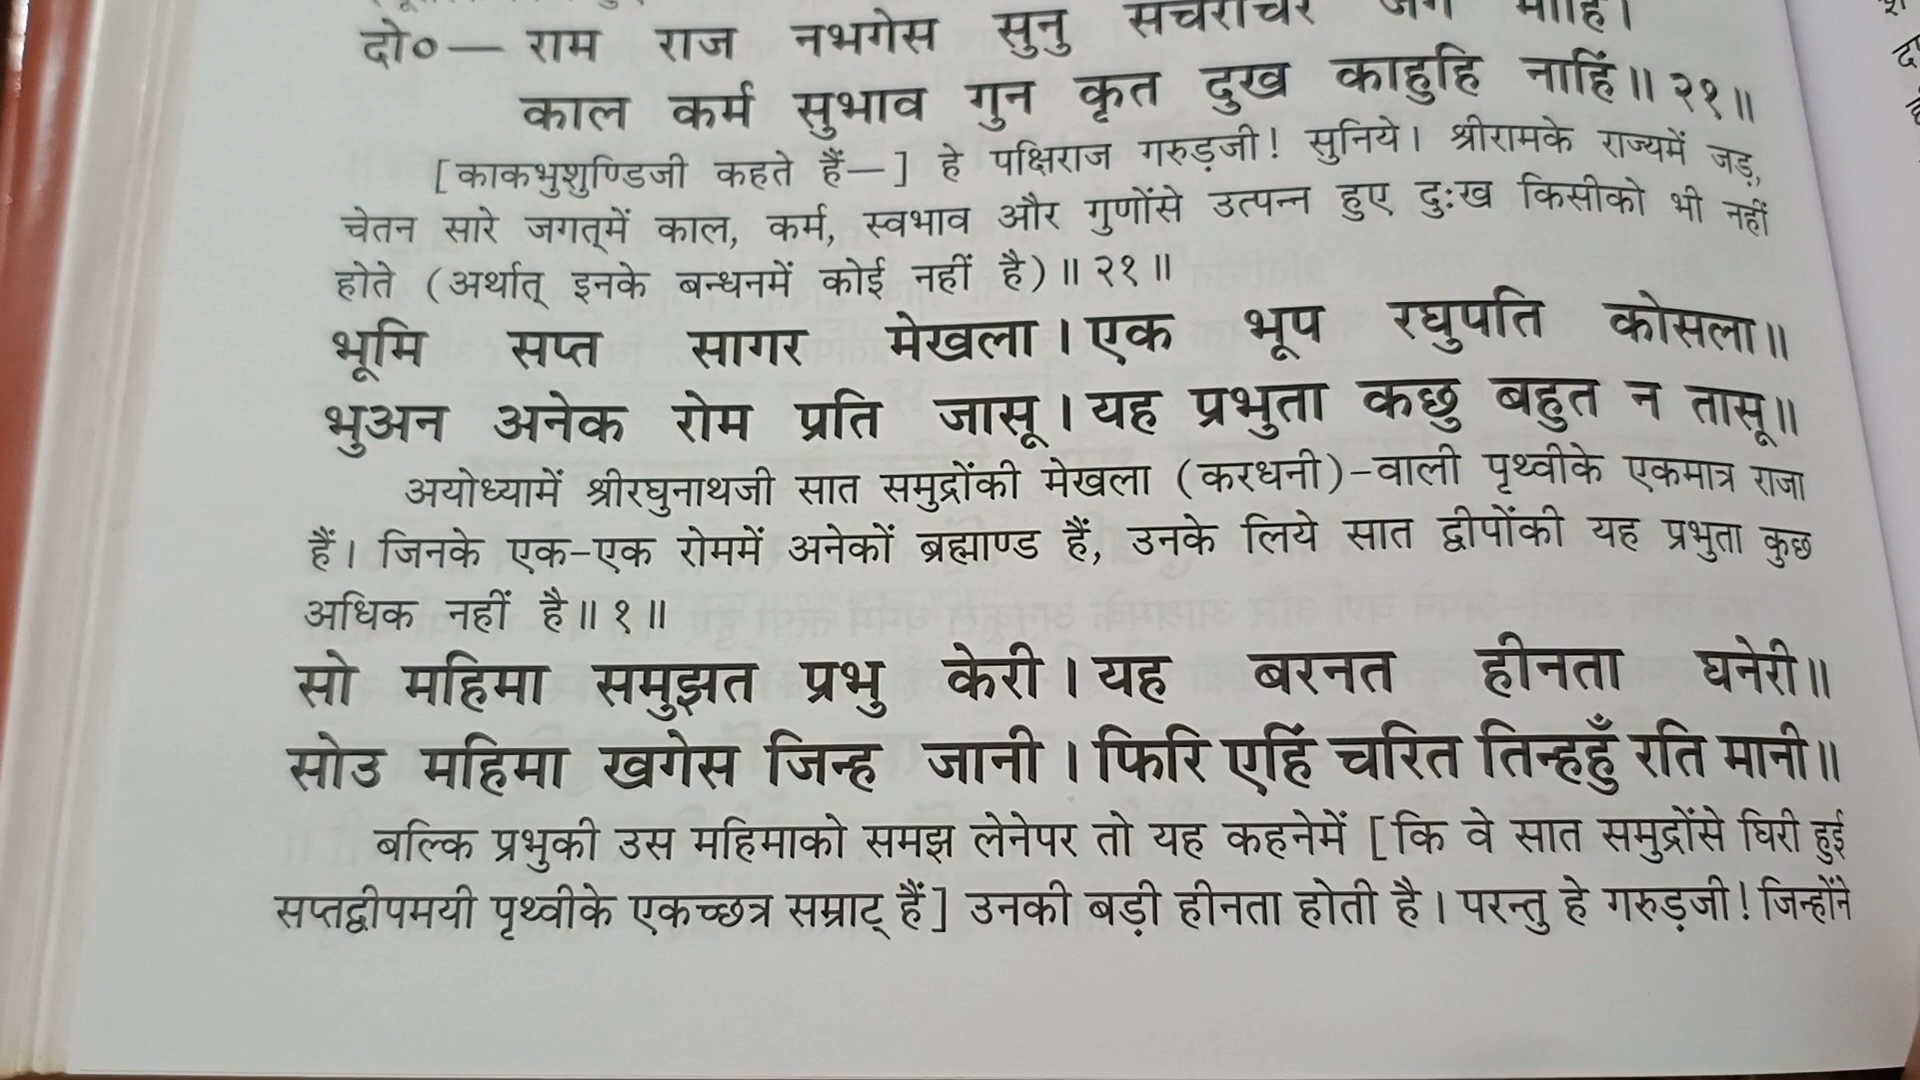 दो०— राम राज नभगेस सुनु सचराचर जग माहिं।
काल कर्म सुभाव गुन कृत दुख काहुहि नाहिं॥ २१॥
[काकभुशुण्डिजी कहते हैं—] हे पक्षिराज गरुड़जी! सुनिये। श्रीरामके राज्यमें जड़,
चेतन सारे जगत्‌में काल, कर्म, स्वभाव और गुणोंसे उत्पन्न हुए दुःख किसीको भी नहीं
होते (अर्थात् इनके बन्धनमें कोई नहीं है)॥ २१॥
भूमि सप्त सागर मेखला। एक भूप रघुपति कोसला॥
भुअन अनेक रोम प्रति जासू। यह प्रभुता कछु बहुत न तासू॥
अयोध्यामें श्रीरघुनाथजी सात समुद्रोंकी मेखला (करधनी)-वाली पृथ्वीके एकमात्र राजा
हैं। जिनके एक-एक रोममें अनेकों ब्रह्माण्ड हैं, उनके लिये सात द्वीपोंकी यह प्रभुता कुछ
अधिक नहीं है॥ १॥
सो महिमा समुझत प्रभु केरी। यह बरनत हीनता घनेरी॥
सोउ महिमा खगेस जिन्ह जानी। फिरि एहिं चरित तिन्हहुँ रति मानी॥
बल्कि प्रभुकी उस महिमाको समझ लेनेपर तो यह कहनेमें [कि वे सात समुद्रोंसे घिरी हुई
सप्तद्वीपमयी पृथ्वीके एकच्छत्र सम्राट् हैं] उनकी बड़ी हीनता होती है। परन्तु हे गरुड़जी! जिन्होंने